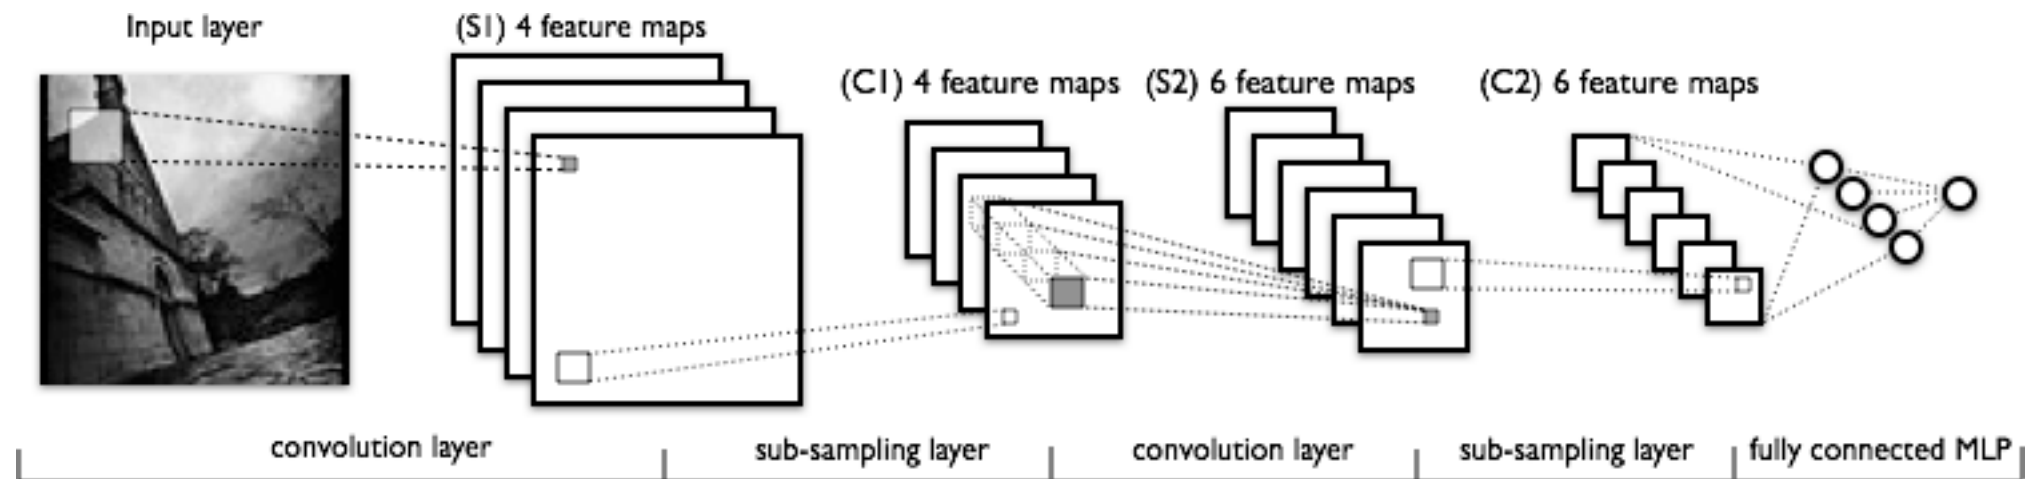 Input layer
(S1) 4 feature maps
(C1) 4 feature maps
(S2) 6 feature maps
(C2) 6 feature maps
convolution layer
sub-sampling layer
convolution layer
sub-sampling layer
fully connected MLP